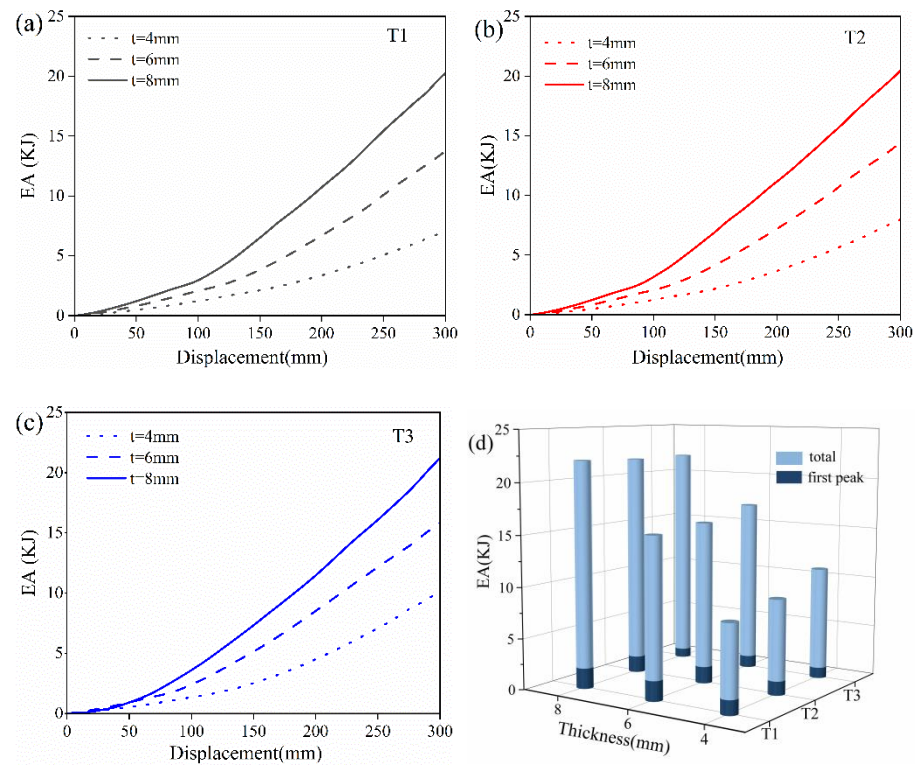 (a)
T1
t=4mm
t=6mm
t=8mm
EA (KJ)
25
20
15
10
5
0
0 50 100 150 200 250 300
Displacement(mm)
(b)
T2
t=4mm
t=6mm
t=8mm
EA(KJ)
25
20
15
10
5
0
0 50 100 150 200 250 300
Displacement(mm)
(c)
T3
t=4mm
t=6mm
t=8mm
EA (KJ)
25
20
15
10
5
0
0 50 100 150 200 250 300
Displacement(mm)
(d)
total
first peak
EA(KJ)
25
20
15
10
5
0
8 6 4
Thickness(mm)
T1 T2 T3